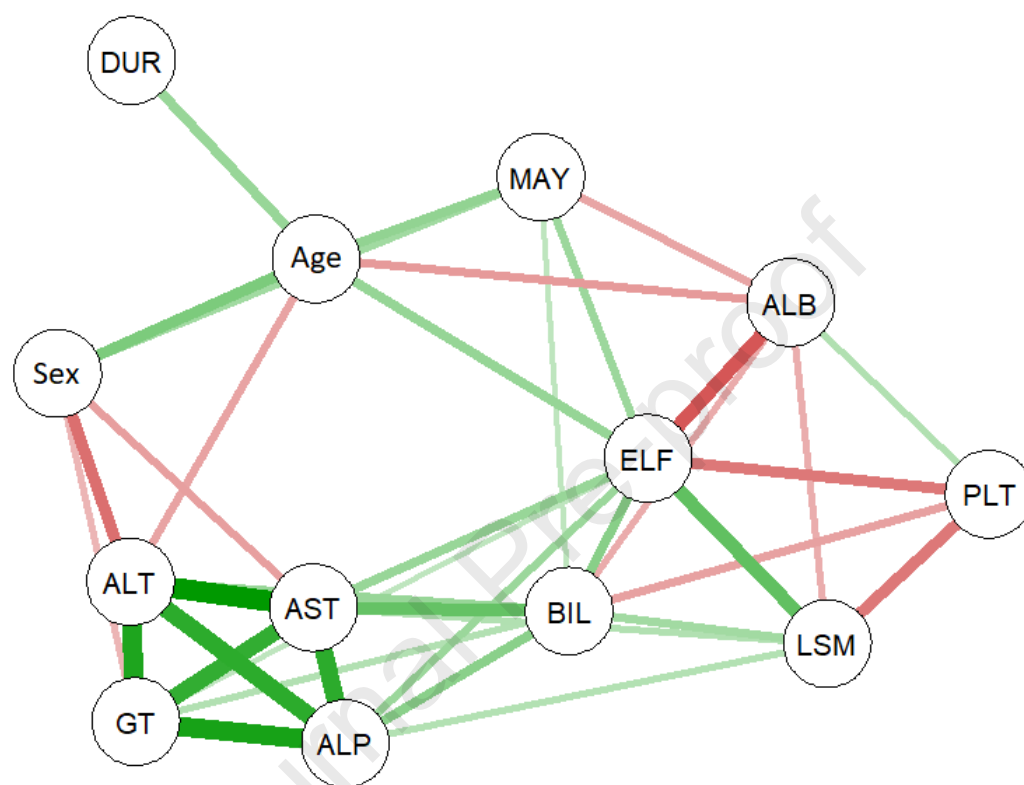 DUR
MAY
Age
ALB
Sex
ELF
PLT
ALT
AST
BIL
LSM
GT
ALP
Journal Pre-proof